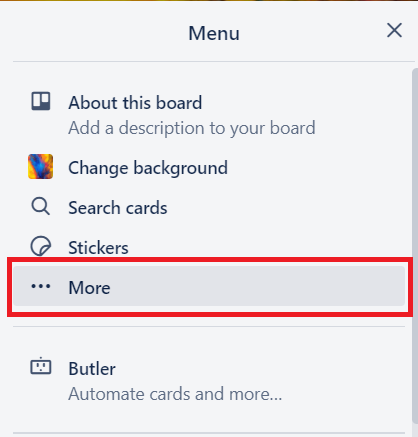 Menu
About this board
Add a description to your board
Change background
Search cards
Stickers
More
Butler
Automate cards and more...